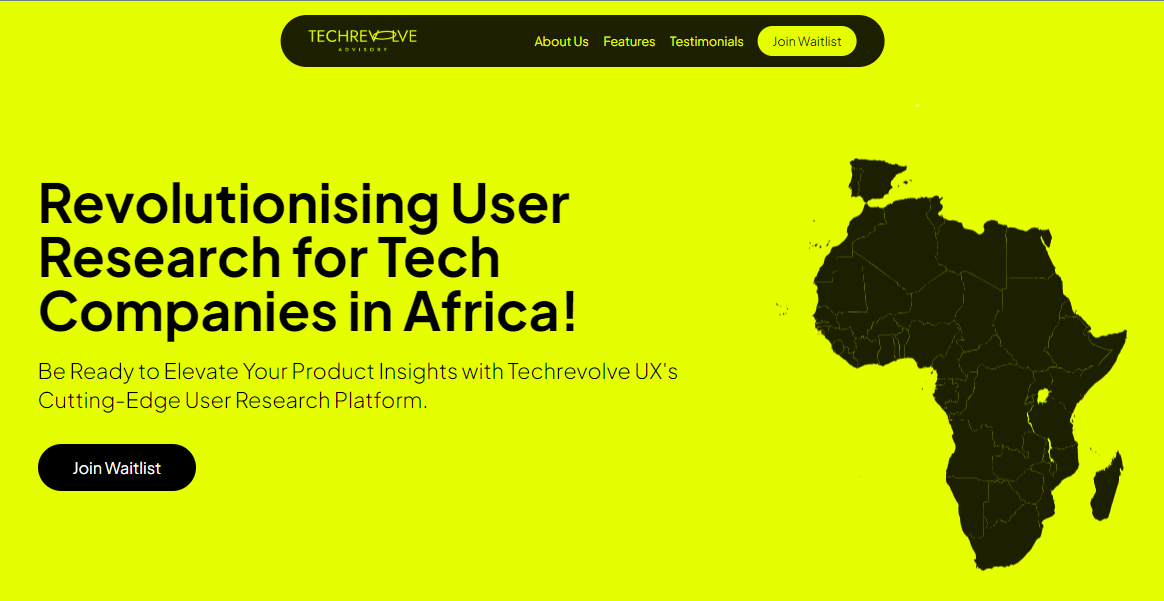 TECHREVOLVE
ADVISORY
About Us
Features
Testimonials
Join Waitlist
Revolutionising User
Research for Tech
Companies in Africa!
Be Ready to Elevate Your Product Insights with Techrevolve UX's
Cutting-Edge User Research Platform.
Join Waitlist